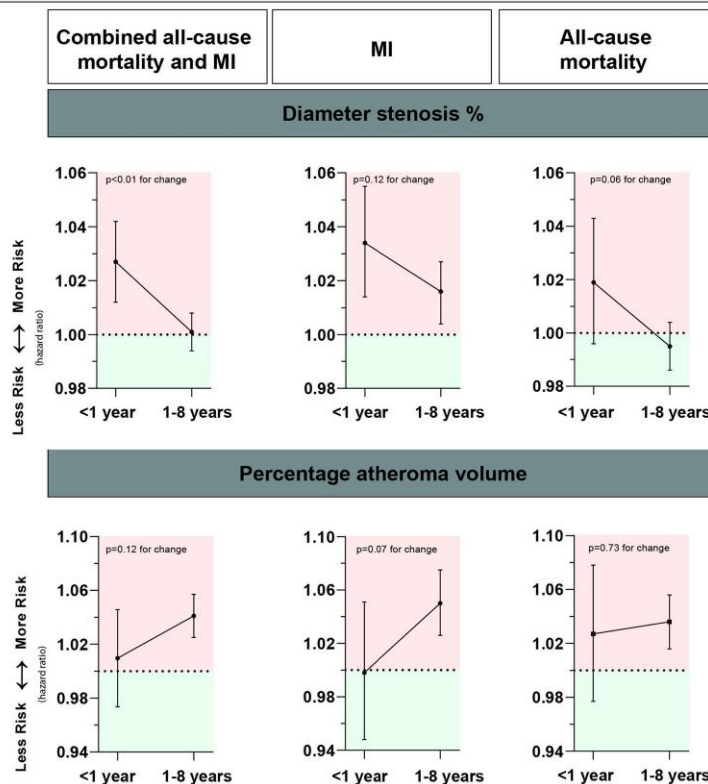 Combined all-cause
mortality and MI
MI
All-cause
mortality
Diameter stenosis %
Less Risk ↔ More Risk
(hazard ratio)
1.06
1.04
1.02
1.00
0.98
p<0.01 for change
<1 year 1-8 years
1.06
1.04
1.02
1.00
0.98
p=0.12 for change
<1 year 1-8 years
1.06
1.04
1.02
1.00
0.98
p=0.06 for change
<1 year 1-8 years
Percentage atheroma volume
Less Risk ↔ More Risk
(hazard ratio)
1.10
1.06
1.02
0.98
0.94
p=0.12 for change
<1 year 1-8 years
1.10
1.06
1.02
0.98
0.94
p=0.07 for change
<1 year 1-8 years
1.10
1.06
1.02
0.98
0.94
p=0.73 for change
<1 year 1-8 years